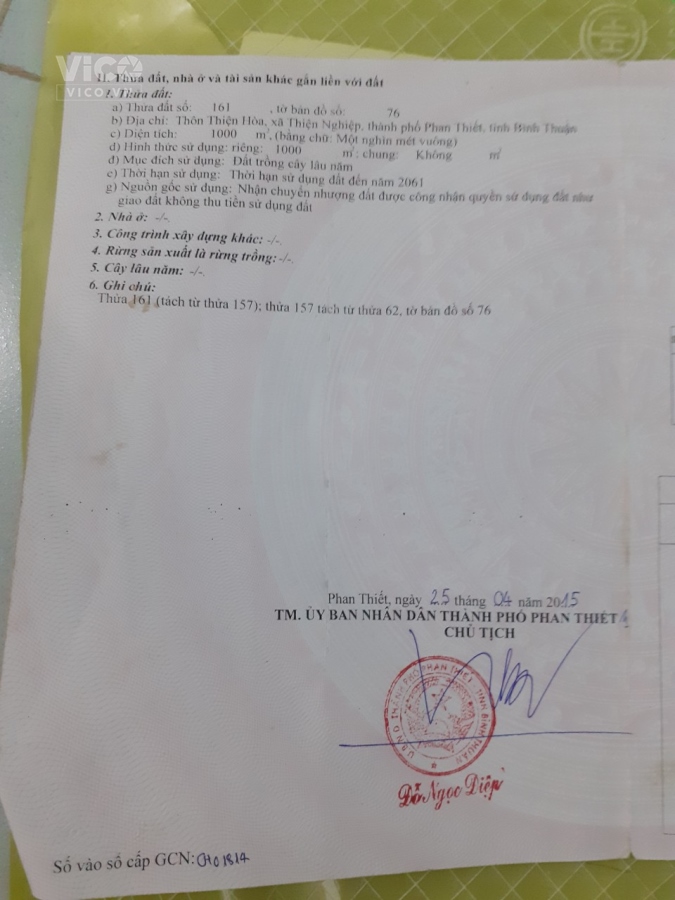 Vico
VICO.V
II. Thửa đất, nhà ở và tài sản khác gắn liền với đất
1. Thửa đất:
a) Thửa đất số: 161 , tờ bản đồ số: 76
b) Địa chỉ: Thôn Thiện Hòa, xã Thiện Nghiệp, thành phố Phan Thiết, tỉnh Bình Thuận
c) Diện tích: 1000 m², (bằng chữ: Một nghìn mét vuông)
d) Hình thức sử dụng: riêng: 1000 m²; chung: Không m²
đ) Mục đích sử dụng: Đất trồng cây lâu năm
e) Thời hạn sử dụng: Thời hạn sử dụng đất đến năm 2061
g) Nguồn gốc sử dụng: Nhận chuyển nhượng đất được công nhận quyền sử dụng đất như
giao đất không thu tiền sử dụng đất
2. Nhà ở: -/-.
3. Công trình xây dựng khác: -/-.
4. Rừng sản xuất là rừng trồng: -/-.
5. Cây lâu năm: -/-.
6. Ghi chú:
Thửa 161 (tách từ thửa 157); thửa 157 tách từ thửa 62, tờ bản đồ số 76
Phan Thiết, ngày 25 tháng 04 năm 2015
TM. ỦY BAN NHÂN DÂN THÀNH PHỐ PHAN THIẾT
CHỦ TỊCH
U.B.N.D THÀNH PHỐ PHAN THIẾT TỈNH BÌNH THUẬN
Đỗ Ngọc Điệp
Số vào sổ cấp GCN: CH01814